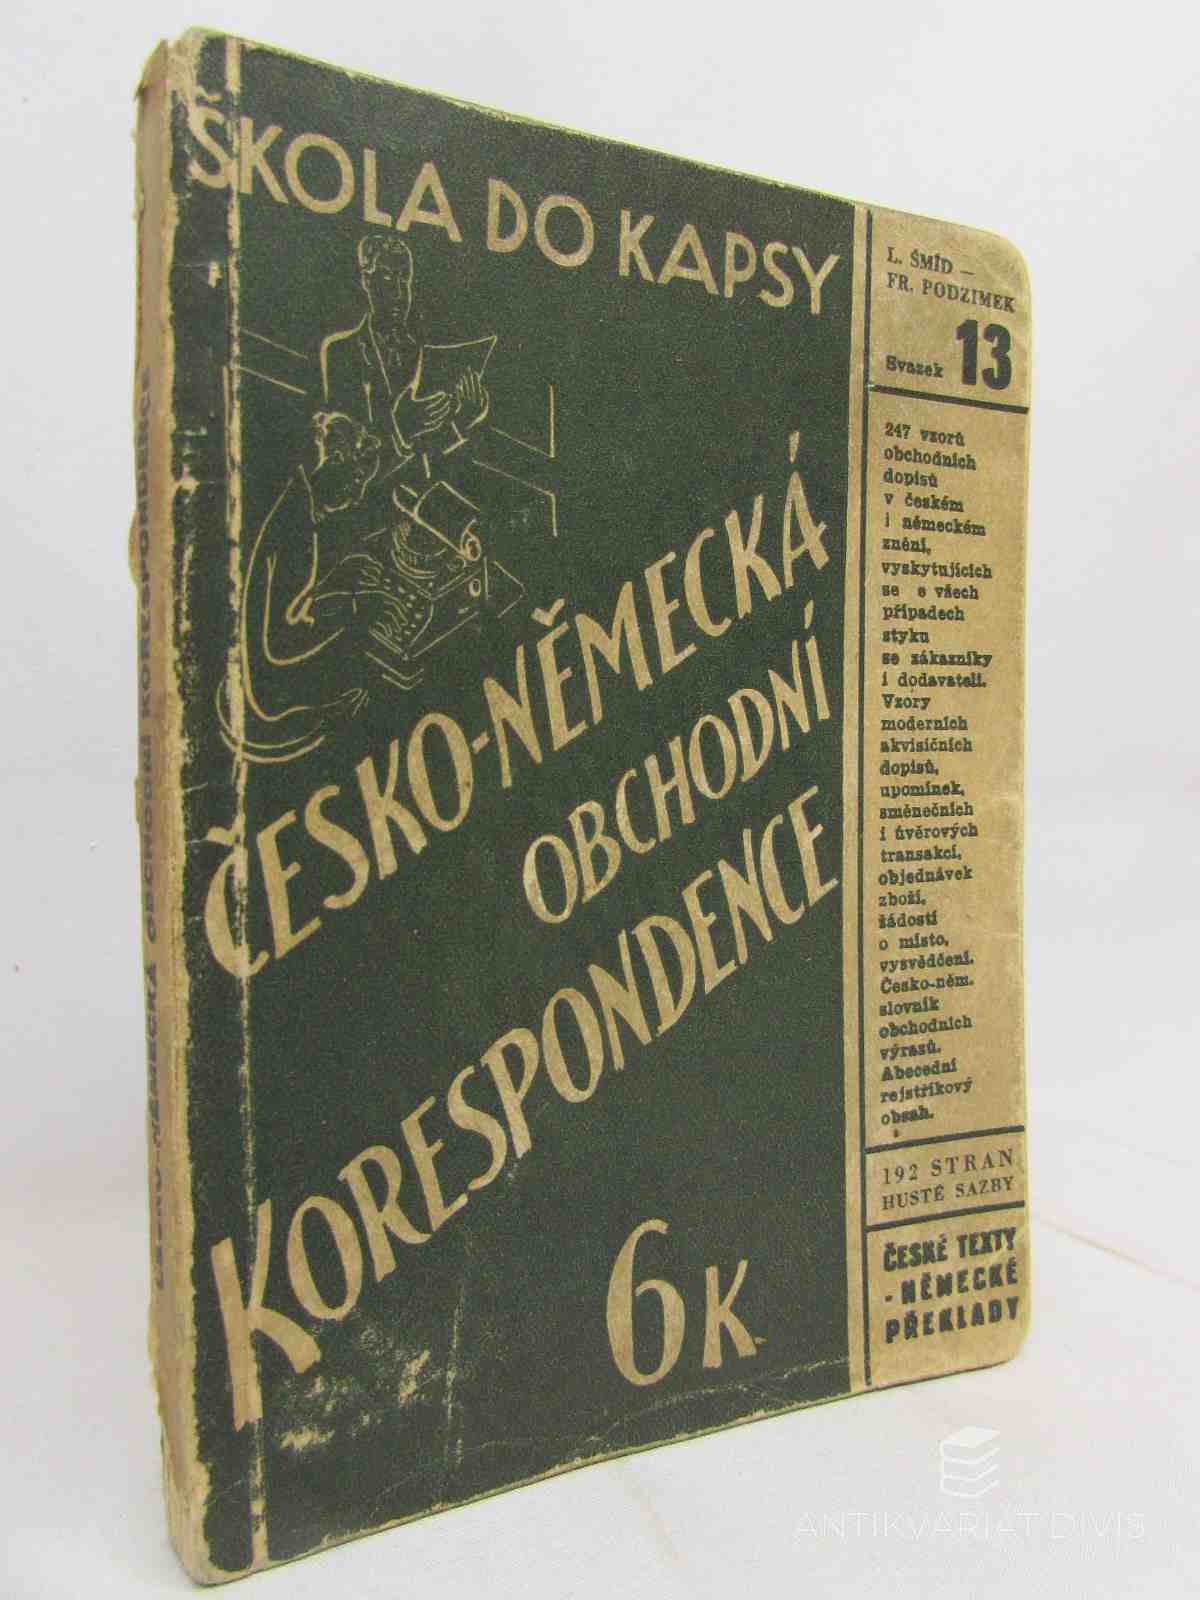 ŠKOLA DO KAPSY
ČESKO-NĚMECKÁ
OBCHODNÍ
KORESPONDENCE
6K
L. ŠMÍD –
FR. PODZIMEK
Svazek 13
247 vzorů
obchodních
dopisů
v českém
i německém
znění,
vyskytujících
se o všech
případech
styku
se zákazníky
i dodavateli.
Vzory
moderních
akvisičních
dopisů,
upomínek,
směnečních
i úvěrových
transakcí,
objednávek
zboží,
žádostí
o místo,
vysvědčení.
Česko-něm.
slovník
obchodních
výrazů.
Abecední
rejstříkový
obsah.
192 STRAN
HUSTÉ SAZBY
ČESKÉ TEXTY
- NĚMECKÉ
PŘEKLADY
ČESKO-NĚMECKÁ OBCHODNÍ KORESPONDENCE
ANTIKVARIÁT DIVIŠ